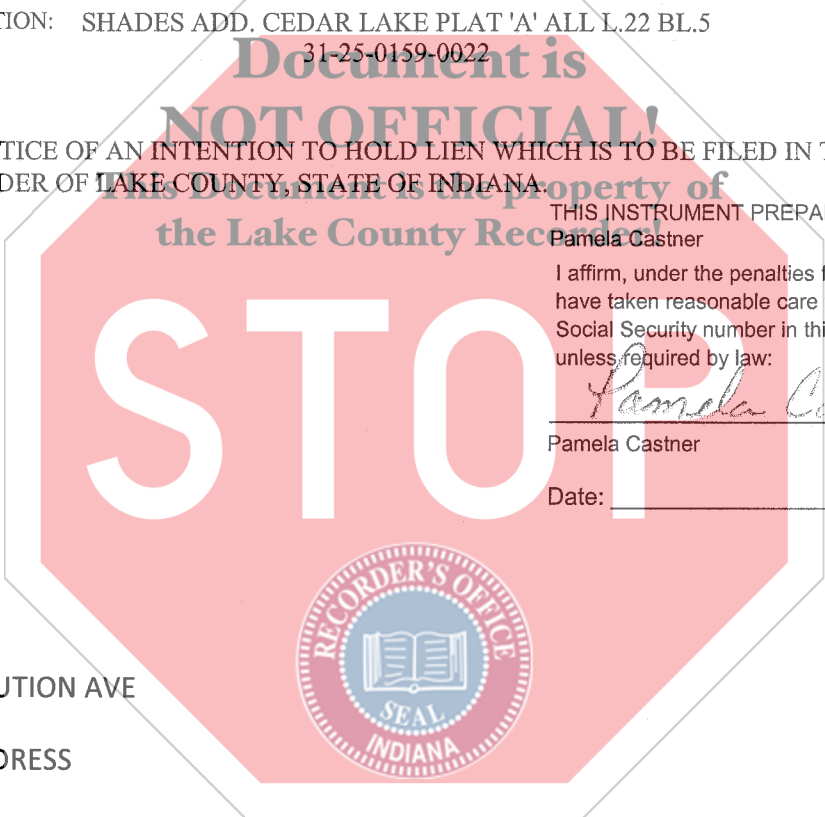 TION: SHADES ADD. CEDAR LAKE PLAT 'A' ALL L.22 BL.5
31-25-0159-0022
Document is
NOT OFFICIAL!
TICE OF AN INTENTION TO HOLD LIEN WHICH IS TO BE FILED IN T
DER OF LAKE COUNTY, STATE OF INDIANA.
This Document is the property of
the Lake County Recorder!
THIS INSTRUMENT PREPA
Pamela Castner
I affirm, under the penalties f
have taken reasonable care
Social Security number in thi
unless required by law:
Pamela Ca
Pamela Castner
Date:
STOP
RECORDER'S OFFICE
SEAL
INDIANA
UTION AVE
DRESS